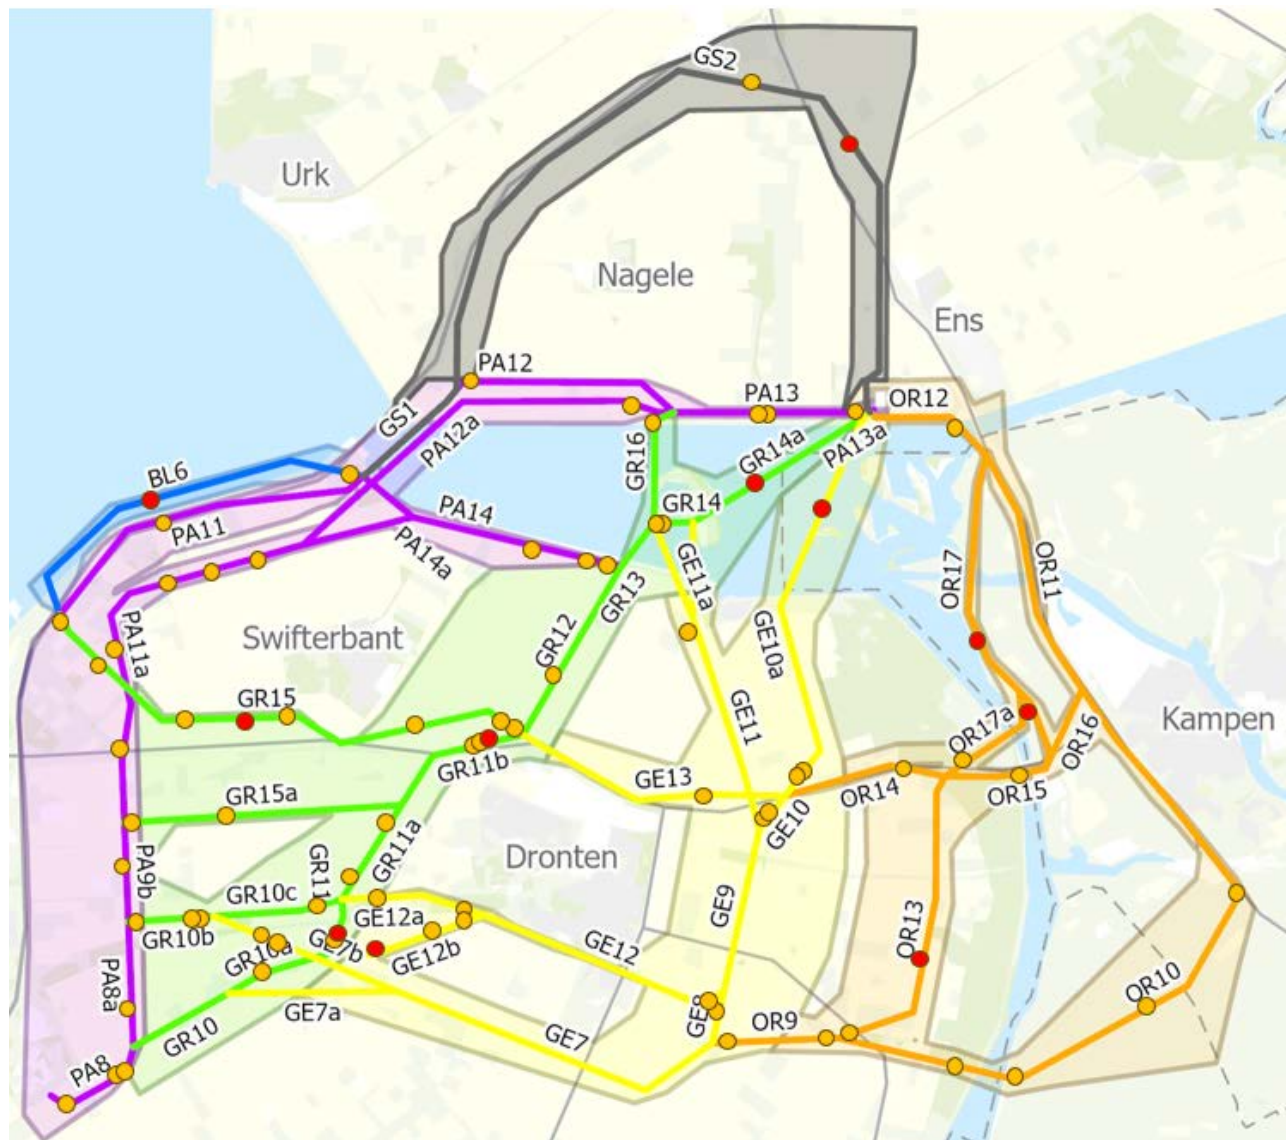 GS2
Urk
Nagele
Ens
PA12
PA13
OR12
GS1
PA12a
GR16
GR14a
PA13a
BL6
PA11
PA14
GR14
PA14a
GE11a
OR17
OR11
GR13
PA11a
Swifterbant
GR12
GE10a
GR15
GE11
OR17a
Kampen
GR11b
GE13
OR14
OR15
OR16
GR15a
GR11a
GE10
PA9b
Dronten
GR10c
GR11
GE9
GR10b
GE12a
GR10a
GE7b
GE12b
GE12
OR13
PA8a
GE7a
GE8
OR10
GR10
GE7
OR9
PA8